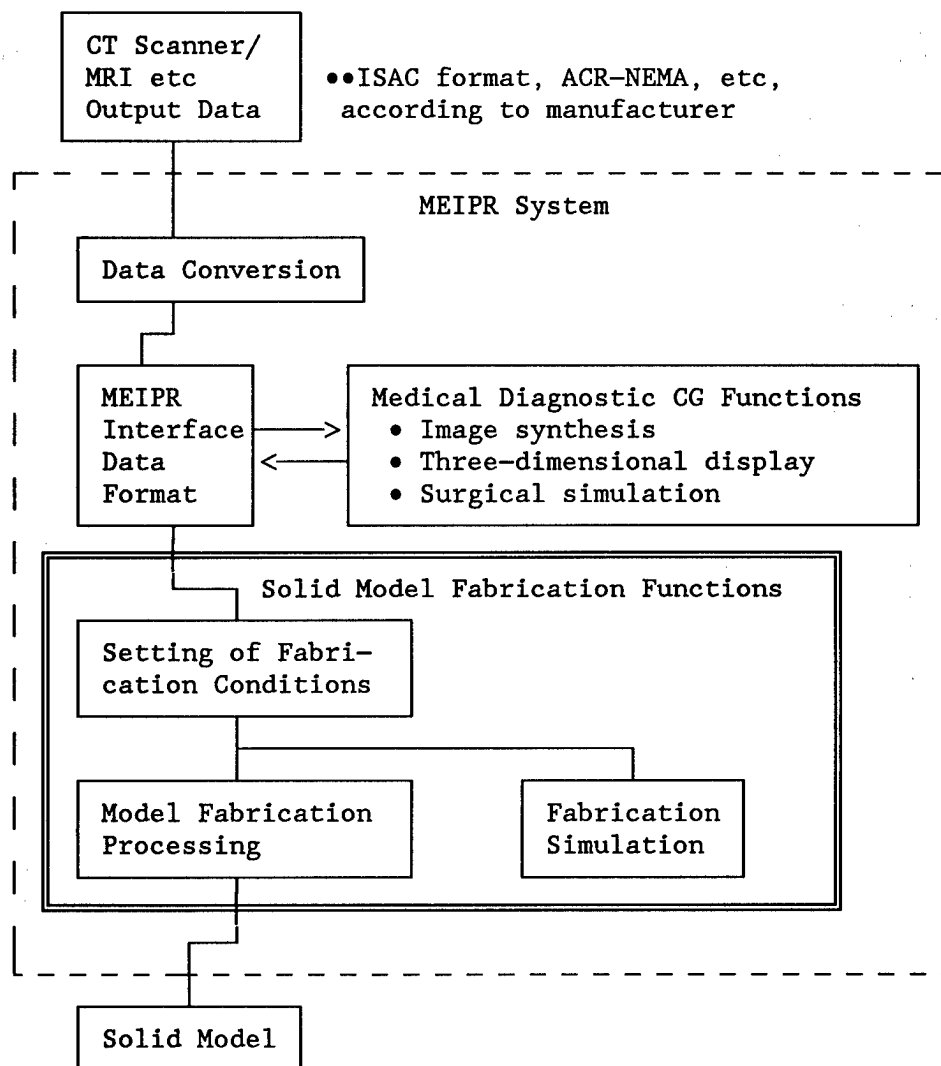 CT Scanner/
MRI etc
Output Data
••ISAC format, ACR-NEMA, etc,
according to manufacturer
MEIPR System
Data Conversion
MEIPR
Interface
Data
Format
Medical Diagnostic CG Functions
• Image synthesis
• Three-dimensional display
• Surgical simulation
Solid Model Fabrication Functions
Setting of Fabri-
cation Conditions
Model Fabrication
Processing
Fabrication
Simulation
Solid Model